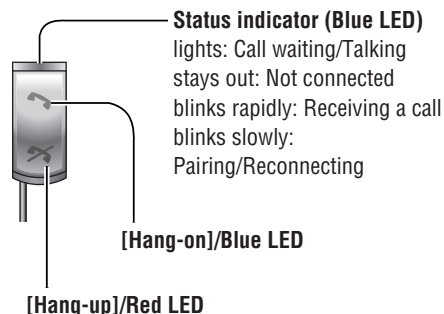 Status indicator (Blue LED)
lights: Call waiting/Talking
stays out: Not connected
blinks rapidly: Receiving a call
blinks slowly:
Pairing/Reconnecting
[Hang-on]/Blue LED
[Hang-up]/Red LED